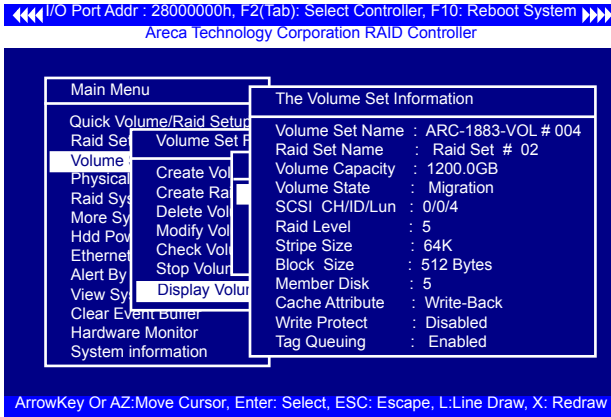 I/O Port Addr : 28000000h, F2(Tab): Select Controller, F10: Reboot System
Areca Technology Corporation RAID Controller
Main Menu
Quick Volume/Raid Setup
Raid Set
Volume
Physical
Raid Sys
More Sy
Hdd Pow
Ethernet
Alert By
View Sy
Clear Event Buffer
Hardware Monitor
System information
Volume Set F
Create Vol
Create Ra
Delete Vol
Modify Vol
Check Volu
Stop Volum
Display Volum
The Volume Set Information
Volume Set Name : ARC-1883-VOL # 004
Raid Set Name : Raid Set # 02
Volume Capacity : 1200.0GB
Volume State : Migration
SCSI CH/ID/Lun : 0/0/4
Raid Level : 5
Stripe Size : 64K
Block Size : 512 Bytes
Member Disk : 5
Cache Attribute : Write-Back
Write Protect : Disabled
Tag Queuing : Enabled
ArrowKey Or AZ:Move Cursor, Enter: Select, ESC: Escape, L:Line Draw, X: Redraw